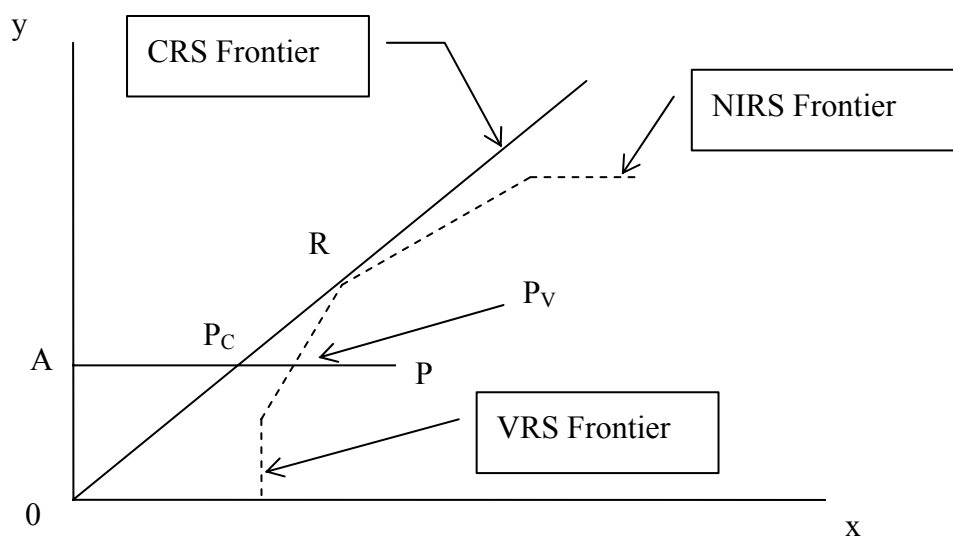 y
CRS Frontier
NIRS Frontier
R
P_V
P_C
A
P
VRS Frontier
0
x